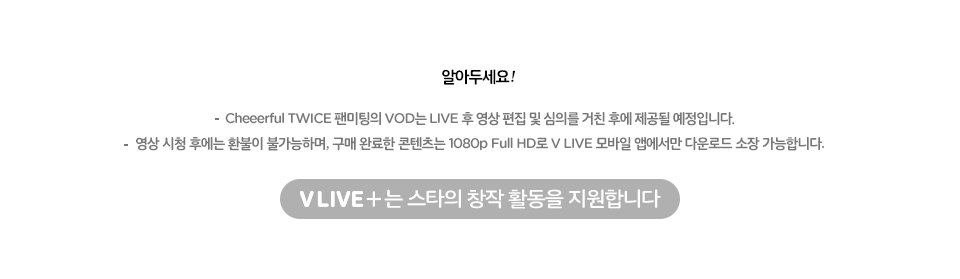 알아두세요!
- Cheeerful TWICE 팬미팅의 VOD는 LIVE 후 영상 편집 및 심의를 거친 후에 제공될 예정입니다.
- 영상 시청 후에는 환불이 불가능하며, 구매 완료한 콘텐츠는 1080p Full HD로 V LIVE 모바일 앱에서만 다운로드 소장 가능합니다.
V LIVE+는 스타의 창작 활동을 지원합니다